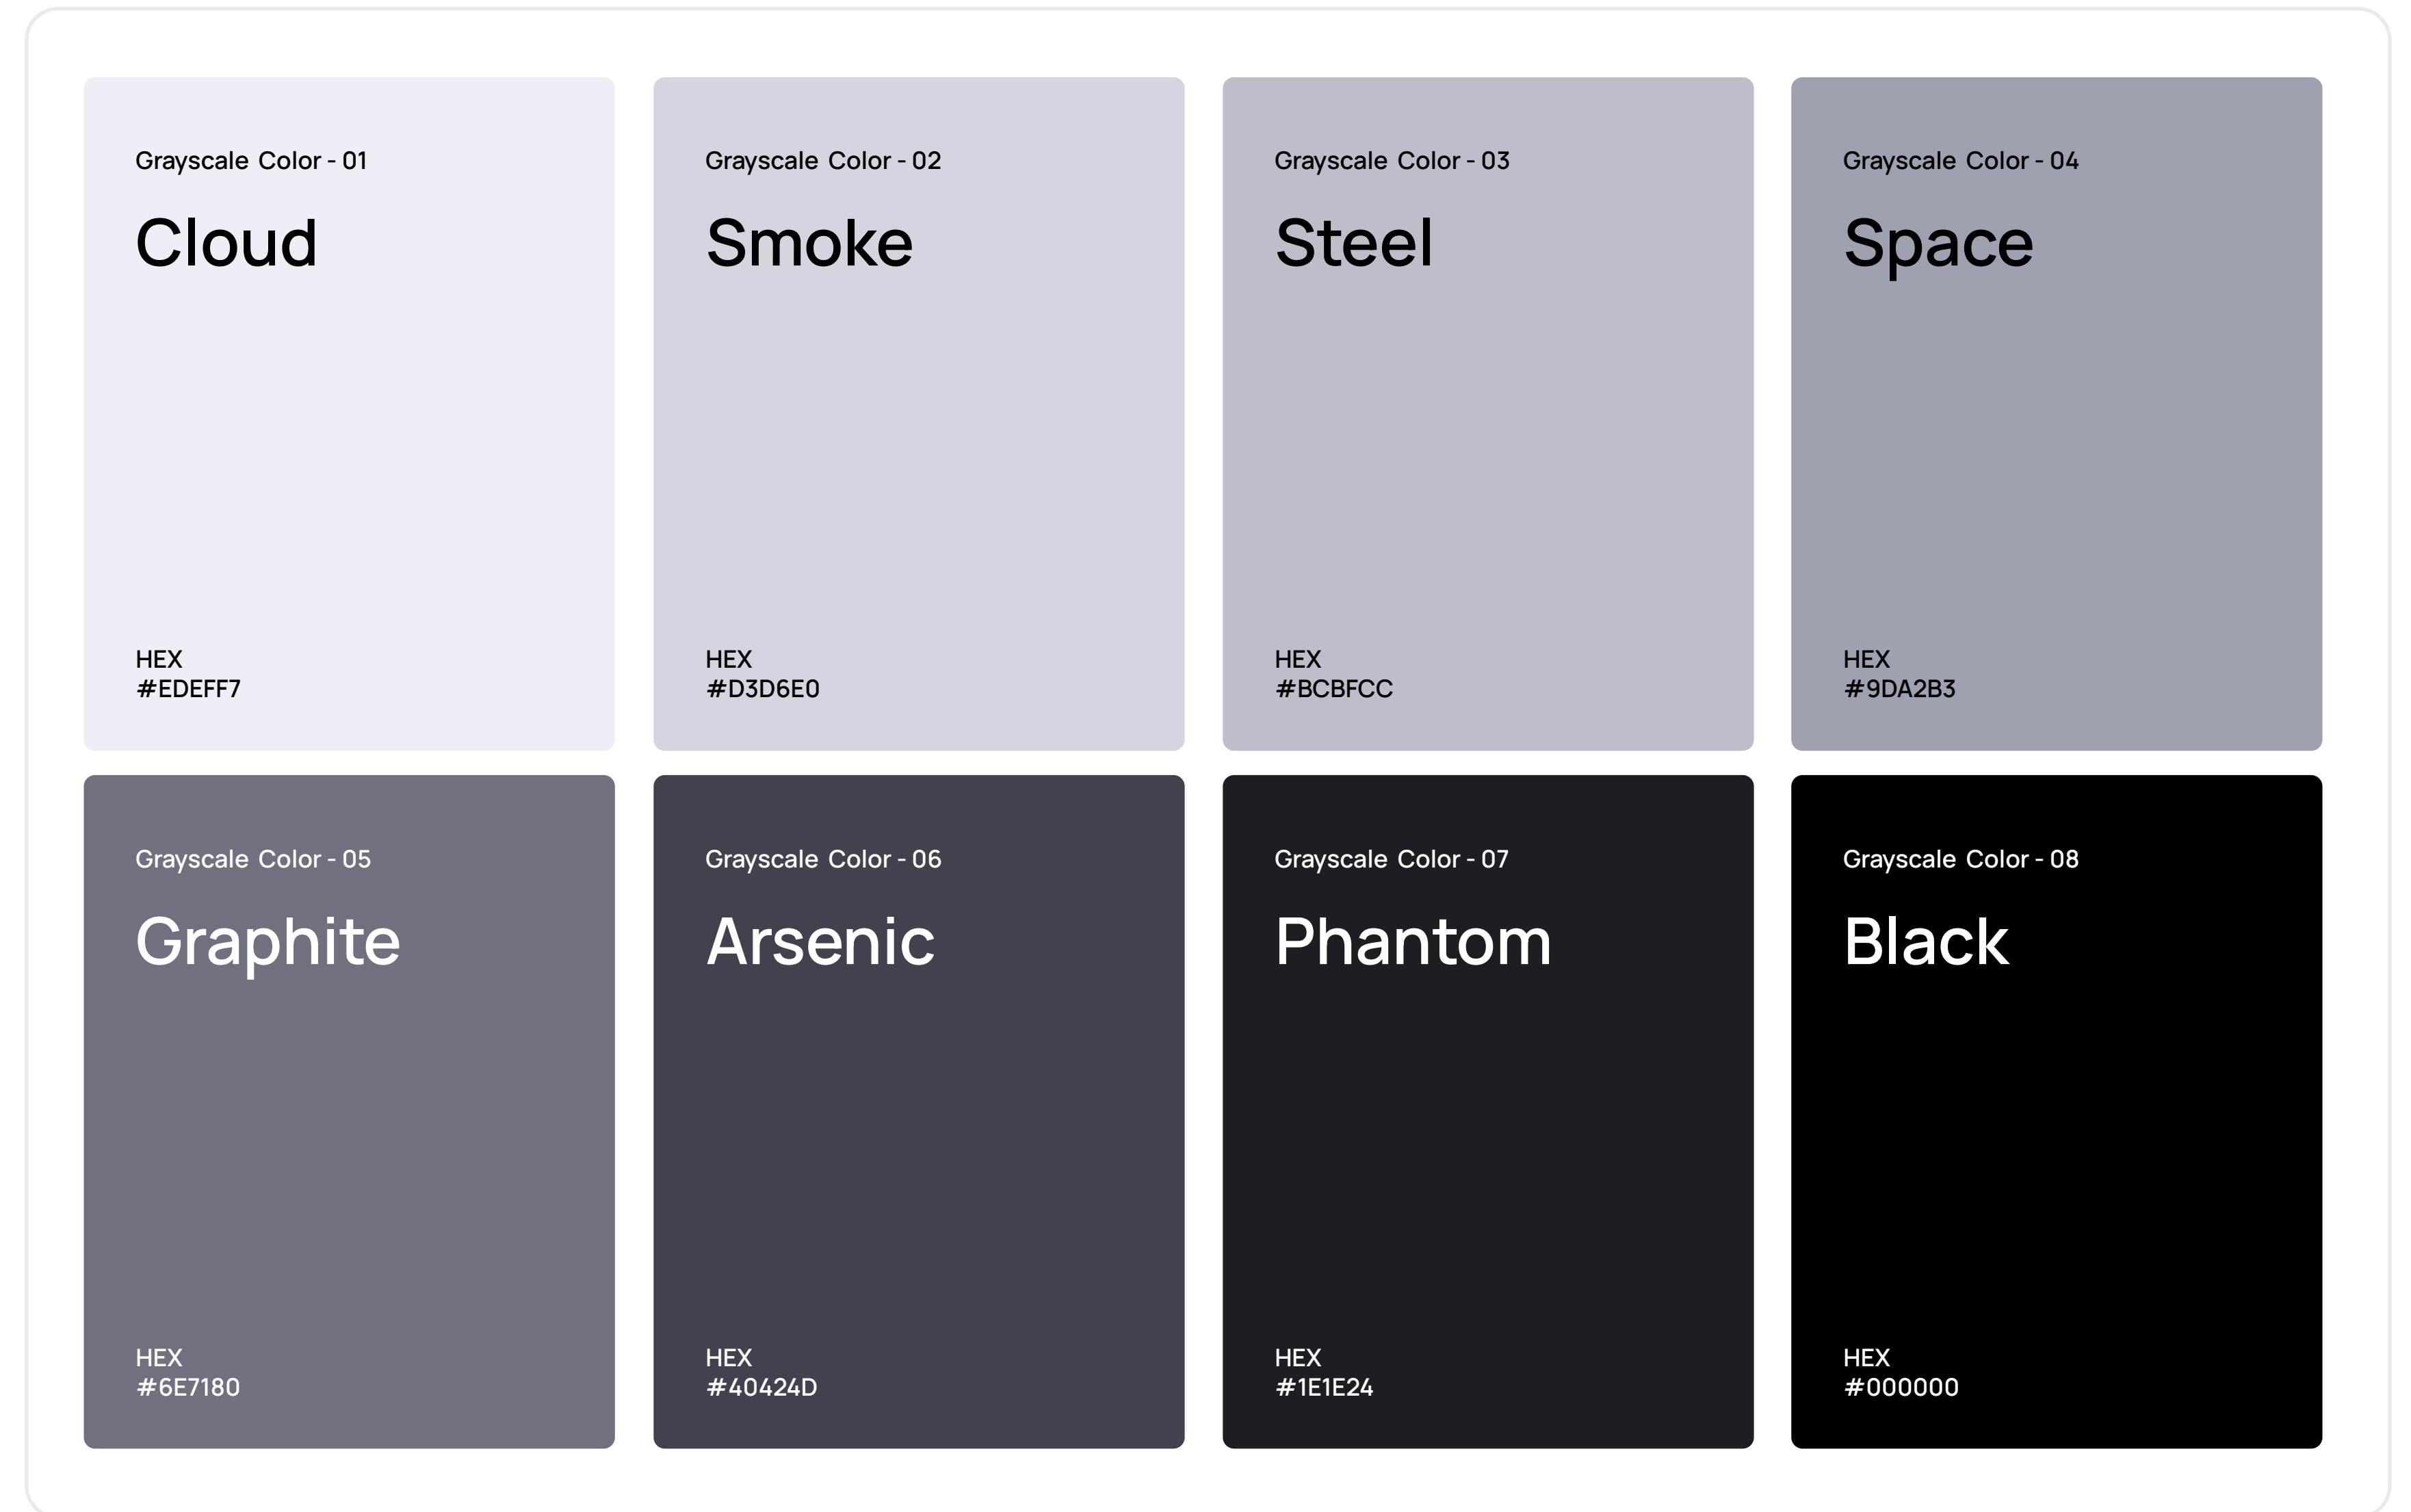 Grayscale Color - 01
Cloud
HEX
#EDEFF7
Grayscale Color - 02
Smoke
HEX
#D3D6E0
Grayscale Color - 03
Steel
HEX
#BCBFCC
Grayscale Color - 04
Space
HEX
#9DA2B3
Grayscale Color - 05
Graphite
HEX
#6E7180
Grayscale Color - 06
Arsenic
HEX
#40424D
Grayscale Color - 07
Phantom
HEX
#1E1E24
Grayscale Color - 08
Black
HEX
#000000